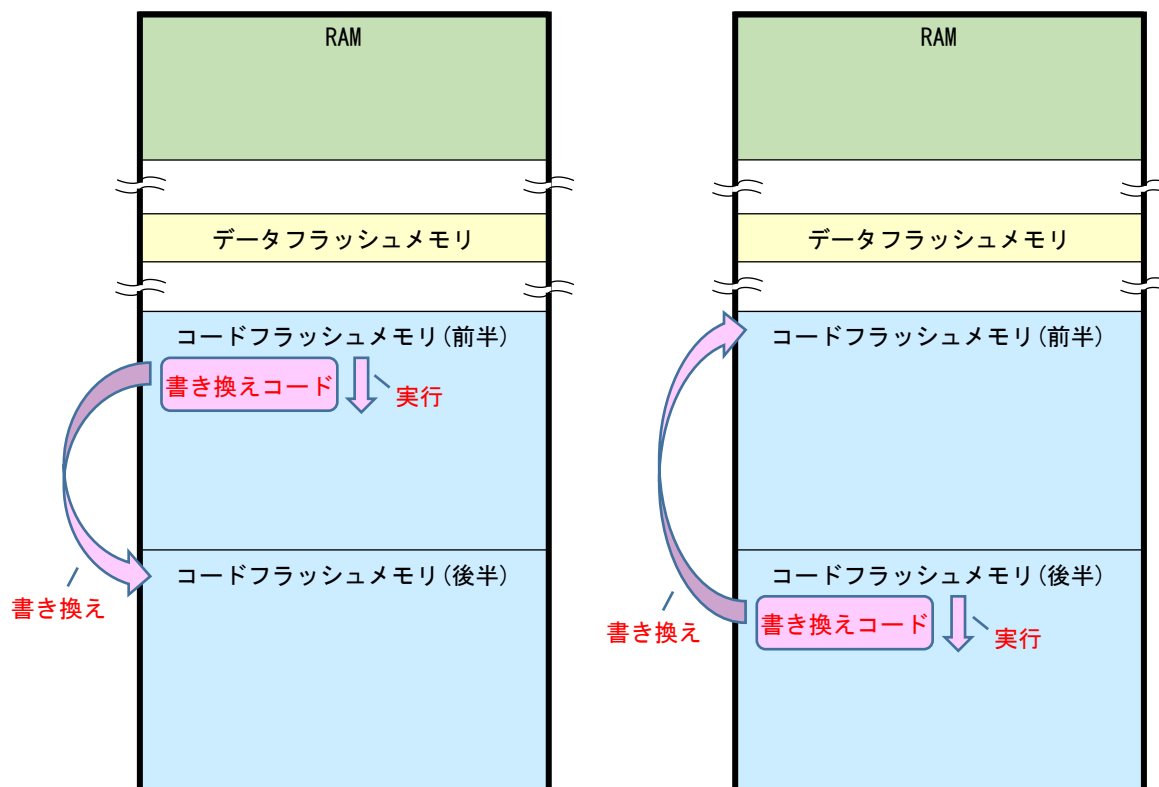 RAM
データフラッシュメモリ
コードフラッシュメモリ(前半)
書き換えコード
実行
コードフラッシュメモリ(後半)
書き換え
RAM
データフラッシュメモリ
コードフラッシュメモリ(前半)
コードフラッシュメモリ(後半)
書き換えコード
書き換え
実行